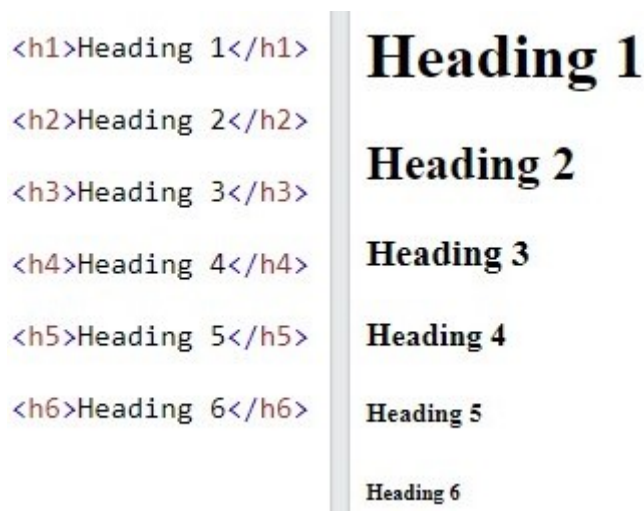 <h1>Heading 1</h1>
<h2>Heading 2</h2>
<h3>Heading 3</h3>
<h4>Heading 4</h4>
<h5>Heading 5</h5>
<h6>Heading 6</h6>
Heading 1
Heading 2
Heading 3
Heading 4
Heading 5
Heading 6